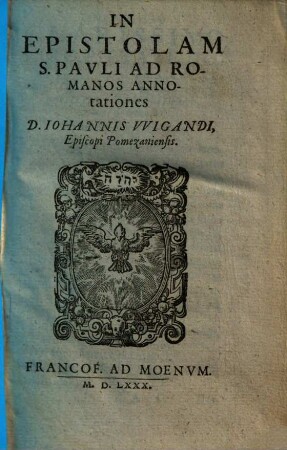 IN
EPISTOLAM
S. PAVLI AD RO-
MANOS ANNO-
tationes
D. IOHANNIS VVIGANDI,
Episcopi Pomezaniensis.
יהוה
FRANCOF. AD MOENVM.
M. D. LXXX.